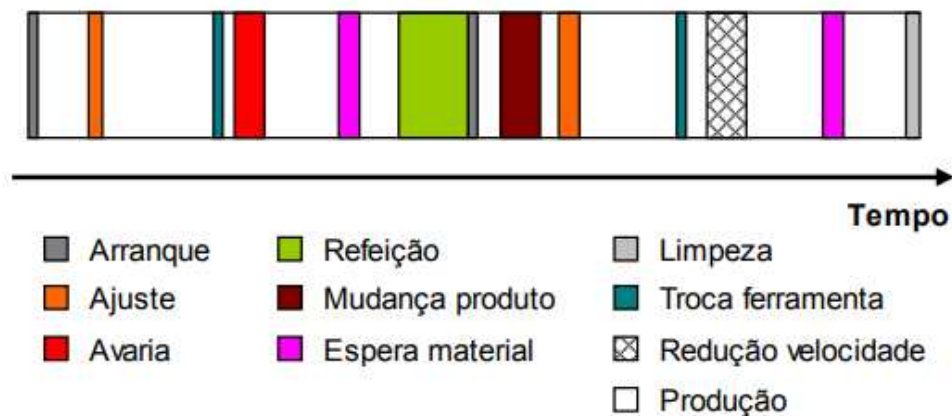 Tempo
Arranque
Refeição
Limpeza
Ajuste
Mudança produto
Troca ferramenta
Avaria
Espera material
Redução velocidade
Produção